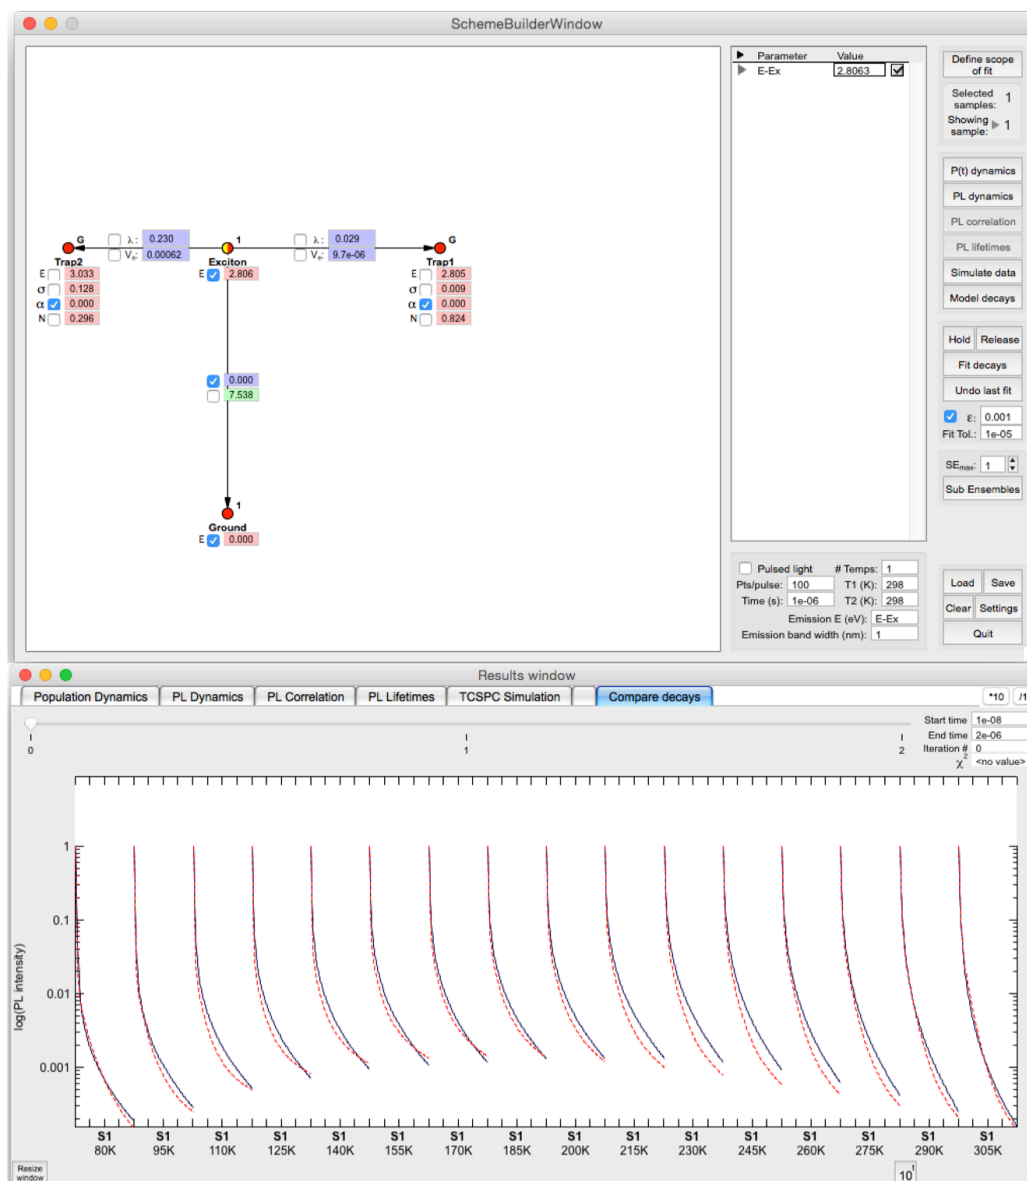 SchemeBuilderWindow
Parameter Value
E-Ex 2.8063
Define scope
of fit
Selected
samples: 1
Showing
sample: 1
P(t) dynamics
PL dynamics
PL correlation
PL lifetimes
Simulate data
Model decays
Hold Release
Fit decays
Undo last fit
ε: 0.001
Fit Tol.: 1e-05
SEmax: 1
Sub Ensembles
Load Save
Clear Settings
Quit
G λ: 0.230 1 λ: 0.029 G
V+: 0.00062 V+: 9.7e-06
Trap2 Exciton Trap1
E 3.033 E 2.806 E 2.805
σ 0.128 σ 0.009
α 0.000 α 0.000
N 0.296 N 0.824
0.000
7.538
1
Ground
E 0.000
Pulsed light # Temps: 1
Pts/pulse: 100 T1 (K): 298
Time (s): 1e-06 T2 (K): 298
Emission E (eV): E-Ex
Emission band width (nm): 1
Results window
Population Dynamics PL Dynamics PL Correlation PL Lifetimes TCSPC Simulation Compare decays
*10 /1
Start time 1e-08
End time 2e-06
Iteration # 0
χ2 <no value>
0 1 2
log(PL intensity)
1
0.1
0.01
0.001
S1 S1 S1 S1 S1 S1 S1 S1 S1 S1 S1 S1 S1 S1 S1 S1
80K 95K 110K 125K 140K 155K 170K 185K 200K 215K 230K 245K 260K 275K 290K 305K
Resize
window
10t